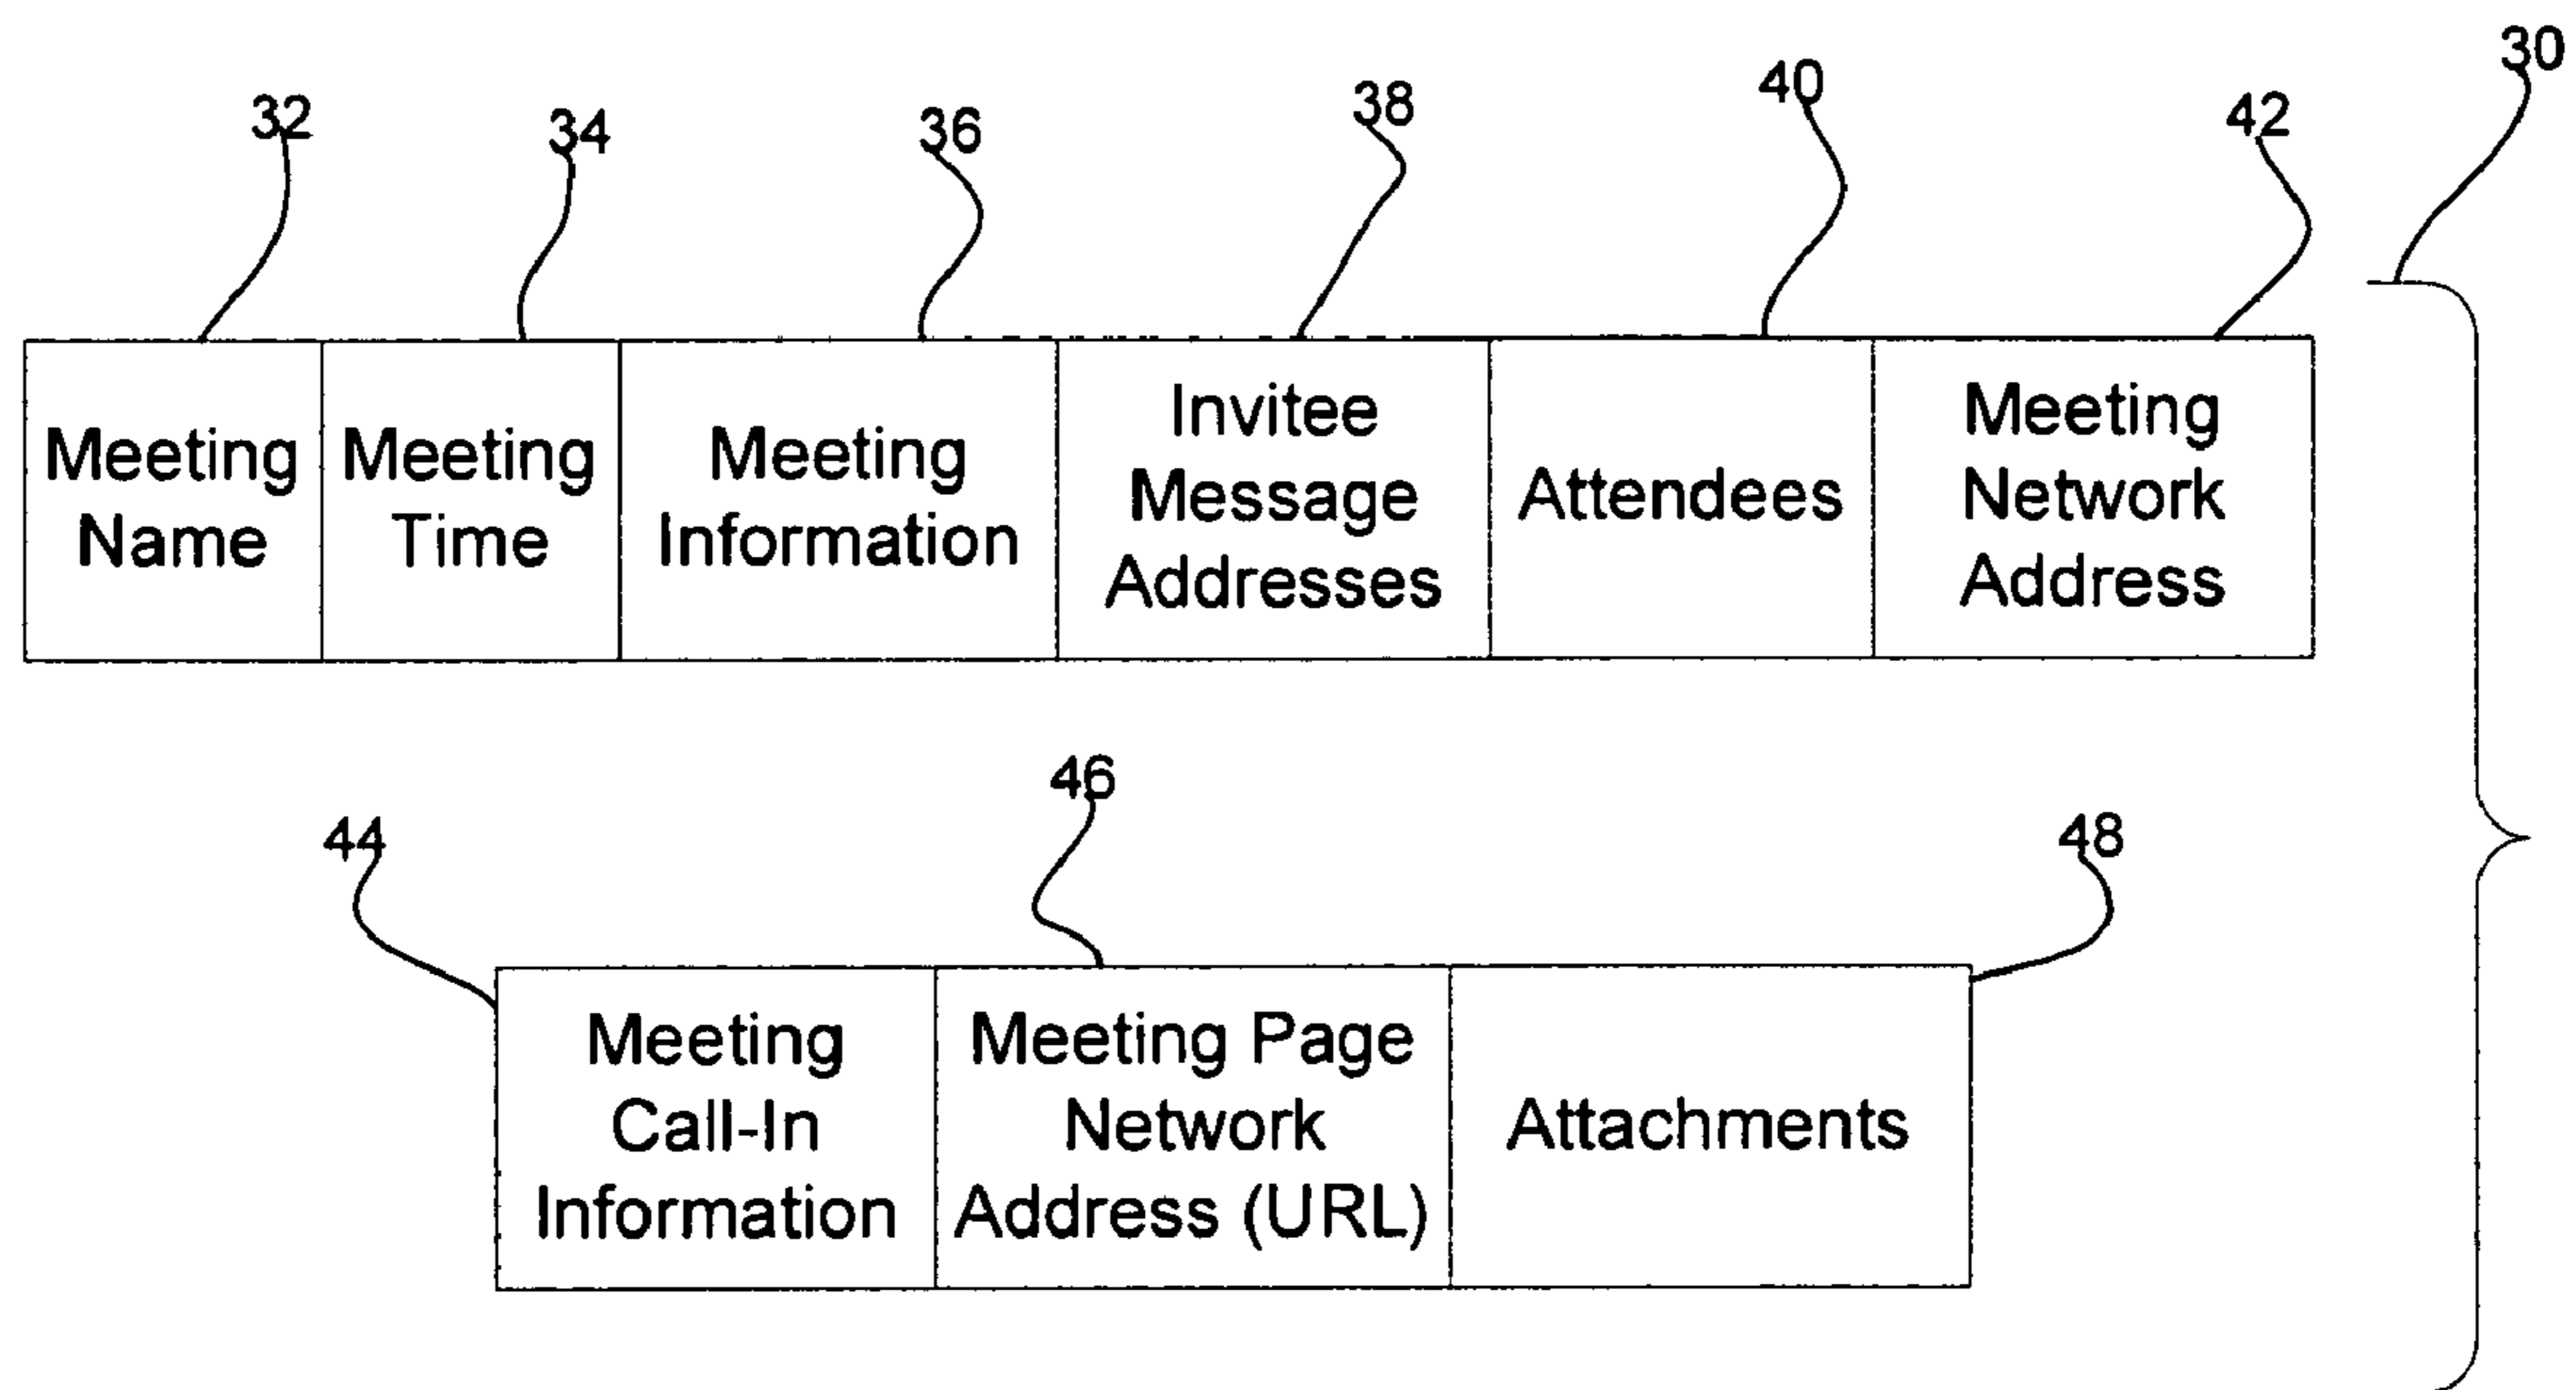 30
32 34 36 38 40 42
Meeting
Name
Meeting
Time
Meeting
Information
Invitee
Message
Addresses
Attendees
Meeting
Network
Address
44 46 48
Meeting
Call-In
Information
Meeting Page
Network
Address (URL)
Attachments